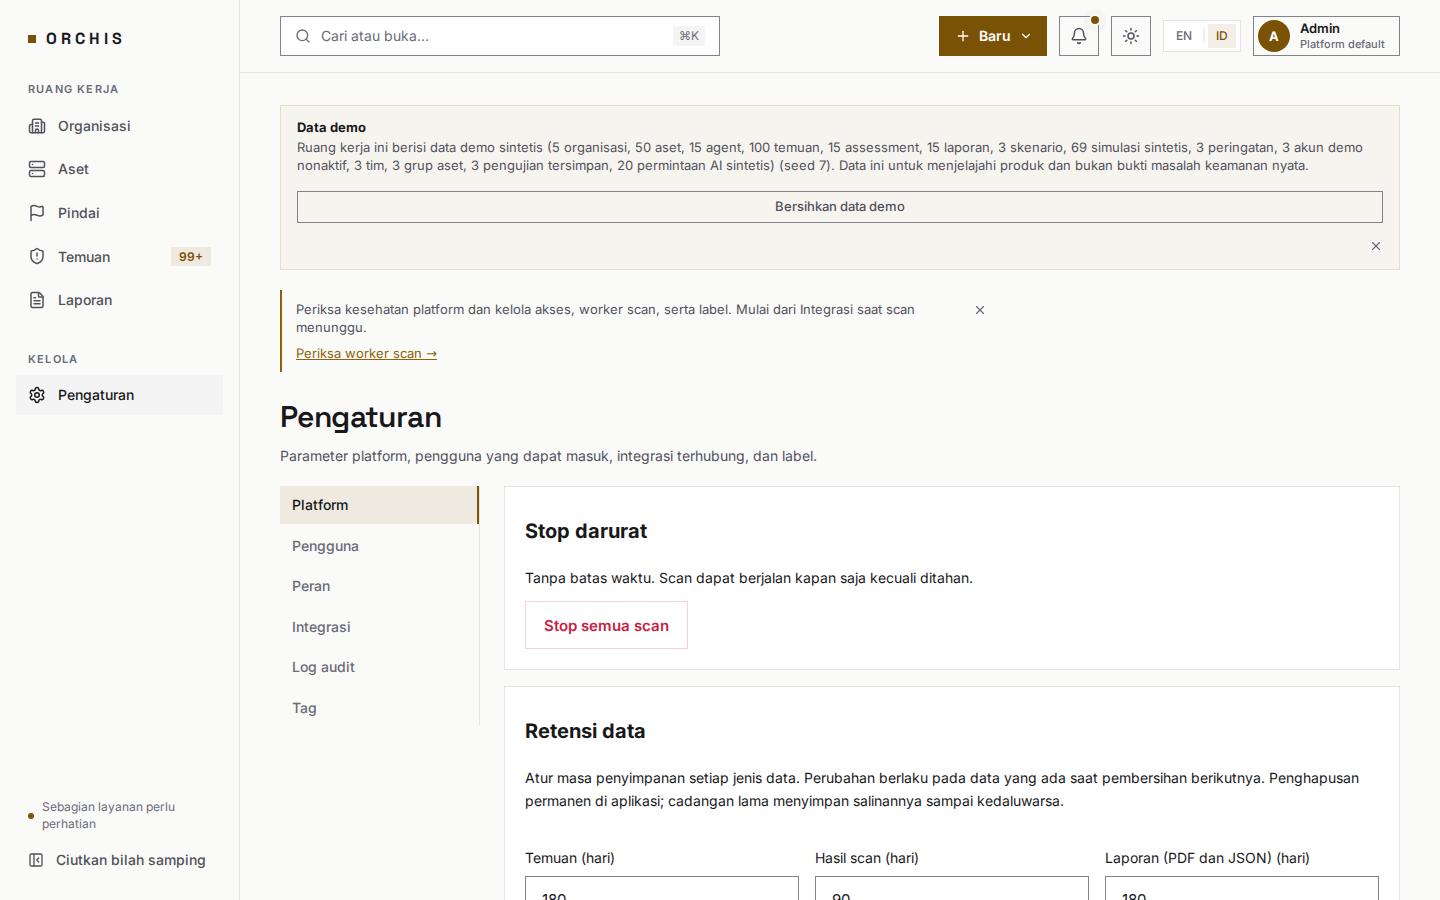 ORCHIS
Cari atau buka...
⌘K
Baru
EN
ID
A
Admin
Platform default
RUANG KERJA
Organisasi
Aset
Pindai
Temuan
99+
Laporan
KELOLA
Pengaturan
Sebagian layanan perlu
perhatian
Ciutkan bilah samping
Data demo
Ruang kerja ini berisi data demo sintetis (5 organisasi, 50 aset, 15 agent, 100 temuan, 15 assessment, 15 laporan, 3 skenario, 69 simulasi sintetis, 3 peringatan, 3 akun demo
nonaktif, 3 tim, 3 grup aset, 3 pengujian tersimpan, 20 permintaan AI sintetis) (seed 7). Data ini untuk menjelajahi produk dan bukan bukti masalah keamanan nyata.
Bersihkan data demo
Periksa kesehatan platform dan kelola akses, worker scan, serta label. Mulai dari Integrasi saat scan
menunggu.
Periksa worker scan →
Pengaturan
Parameter platform, pengguna yang dapat masuk, integrasi terhubung, dan label.
Platform
Pengguna
Peran
Integrasi
Log audit
Tag
Stop darurat
Tanpa batas waktu. Scan dapat berjalan kapan saja kecuali ditahan.
Stop semua scan
Retensi data
Atur masa penyimpanan setiap jenis data. Perubahan berlaku pada data yang ada saat pembersihan berikutnya. Penghapusan
permanen di aplikasi; cadangan lama menyimpan salinannya sampai kedaluwarsa.
Temuan (hari)
Hasil scan (hari)
Laporan (PDF dan JSON) (hari)
180
90
180